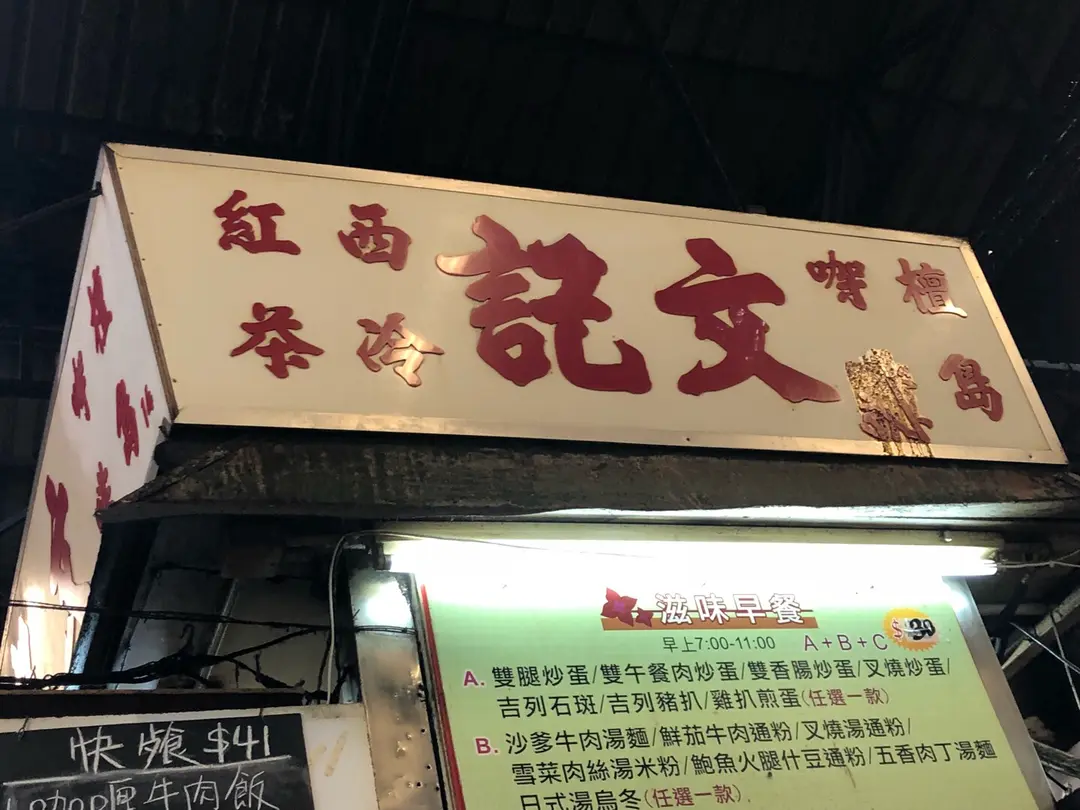 檀島
㗎
文記
西冷
紅茶
滋味早餐
早上7:00-11:00 A+B+C
A. 雙腿炒蛋/雙午餐肉炒蛋/雙香腸炒蛋/叉燒炒蛋/
吉列石斑/吉列豬扒/雞扒煎蛋(任選一款)
B. 沙爹牛肉湯麵/鮮茄牛肉通粉/叉燒湯通粉/
雪菜肉絲湯米粉/鮑魚火腿什豆通粉/五香肉丁湯麵
日式湯烏冬(任選一款)
快飱 $41
牛肉飯